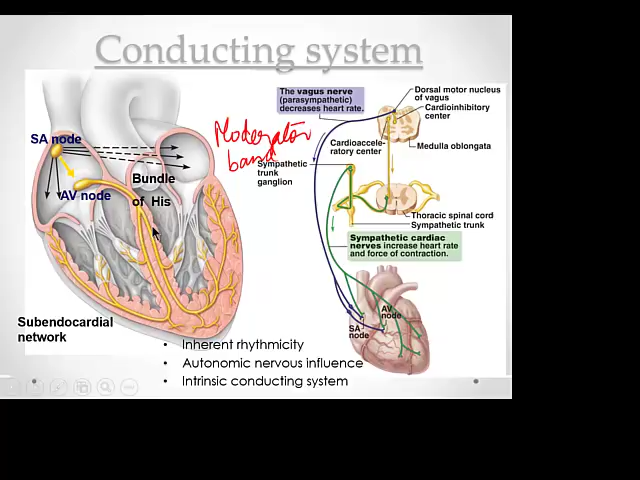 Conducting system
SA node
AV node
Bundle
of His
Subendocardial
network
Moderator
band
The vagus nerve
(parasympathetic)
decreases heart rate.
Dorsal motor nucleus
of vagus
Cardioinhibitory
center
Cardioaccele-
ratory center
Medulla oblongata
Sympathetic
trunk
ganglion
Thoracic spinal cord
Sympathetic trunk
Sympathetic cardiac
nerves increase heart rate
and force of contraction.
AV
node
SA
node
• Inherent rhythmicity
• Autonomic nervous influence
• Intrinsic conducting system